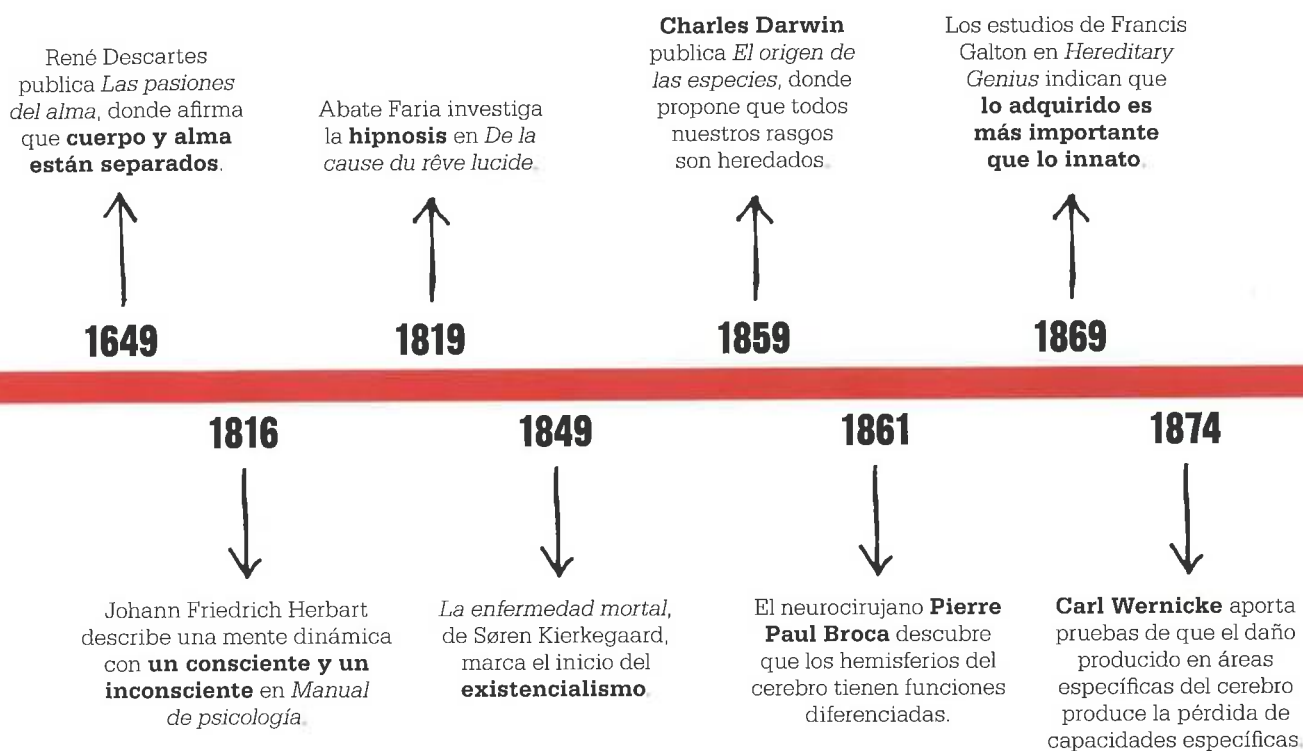 René Descartes
publica Las pasiones
del alma, donde afirma
que cuerpo y alma
están separados.
1649
Abate Faria investiga
la hipnosis en De la
cause du rêve lucide.
1819
Charles Darwin
publica El origen de
las especies, donde
propone que todos
nuestros rasgos
son heredados.
1859
Los estudios de Francis
Galton en Hereditary
Genius indican que
lo adquirido es
más importante
que lo innato.
1869
1816
Johann Friedrich Herbart
describe una mente dinámica
con un consciente y un
inconsciente en Manual
de psicología.
1849
La enfermedad mortal,
de Søren Kierkegaard,
marca el inicio del
existencialismo.
1861
El neurocirujano Pierre
Paul Broca descubre
que los hemisferios del
cerebro tienen funciones
diferenciadas.
1874
Carl Wernicke aporta
pruebas de que el daño
producido en áreas
específicas del cerebro
produce la pérdida de
capacidades específicas.